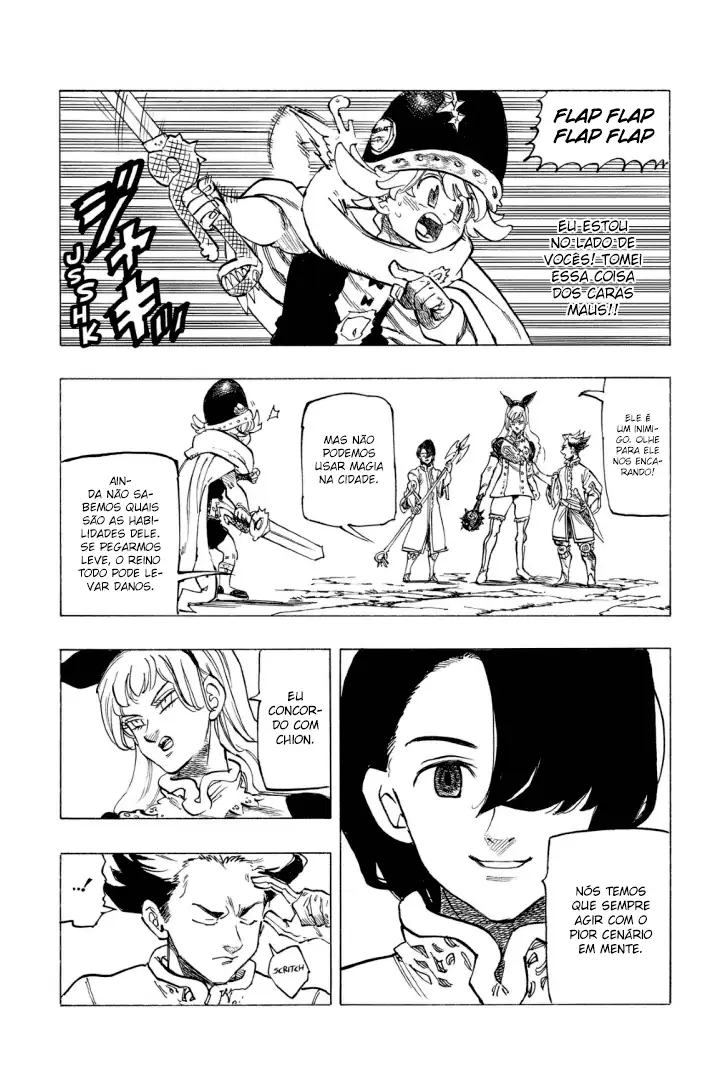 FLAP FLAP
FLAP FLAP
EU ESTOU
NO LADO DE
VOCÊS! TOMEI
ESSA COISA
DOS CARAS
MAUS!!
ジャキ!!
JSSHK
ELE É
UM INIMI-
GO. OLHE
PARA ELE
NOS ENCA-
RANDO!
MAS NÃO
PODEMOS
USAR MAGIA
NA CIDADE.
AIN-
DA NÃO SA-
BEMOS QUAIS
SÃO AS HABI-
LIDADES DELE.
SE PEGARMOS
LEVE, O REINO
TODO PODE LE-
VAR DANOS.
EU
CONCOR-
DO COM
CHION.
NÓS TEMOS
QUE SEMPRE
AGIR COM O
PIOR CENÁRIO
EM MENTE.
...!
SCRITCH